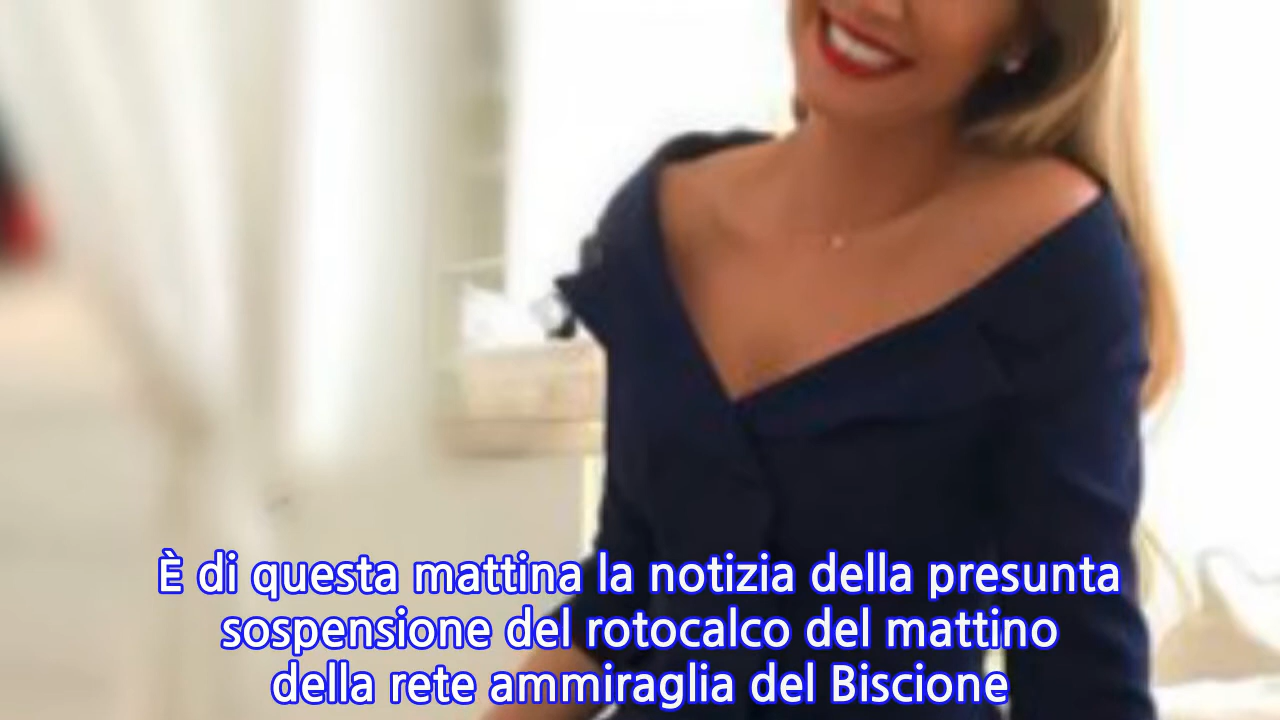 È di questa mattina la notizia della presunta
sospensione del rotocalco del mattino
della rete ammiraglia del Biscione